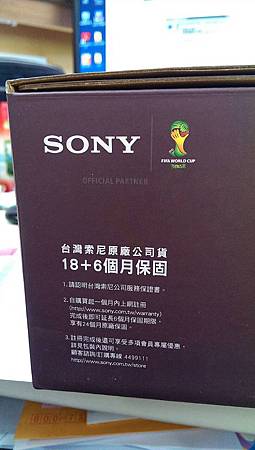 SONY
FIFA WORLD CUP
OFFICIAL PARTNER
台灣索尼原廠公司貨
18+6個月保固
1.請認明台灣索尼公司服務保證書。
2.自購買起一個月內上網註冊
(http://www.sony.com.tw/warranty)
完成後即可延長6個月保固期限，
享有24個月原廠保固。
3.註冊完成後還可享受多項會員專屬優惠，
詳見包裝內說明。
顧客諮詢/訂購專線 4499111
http://www.sony.com.tw/store